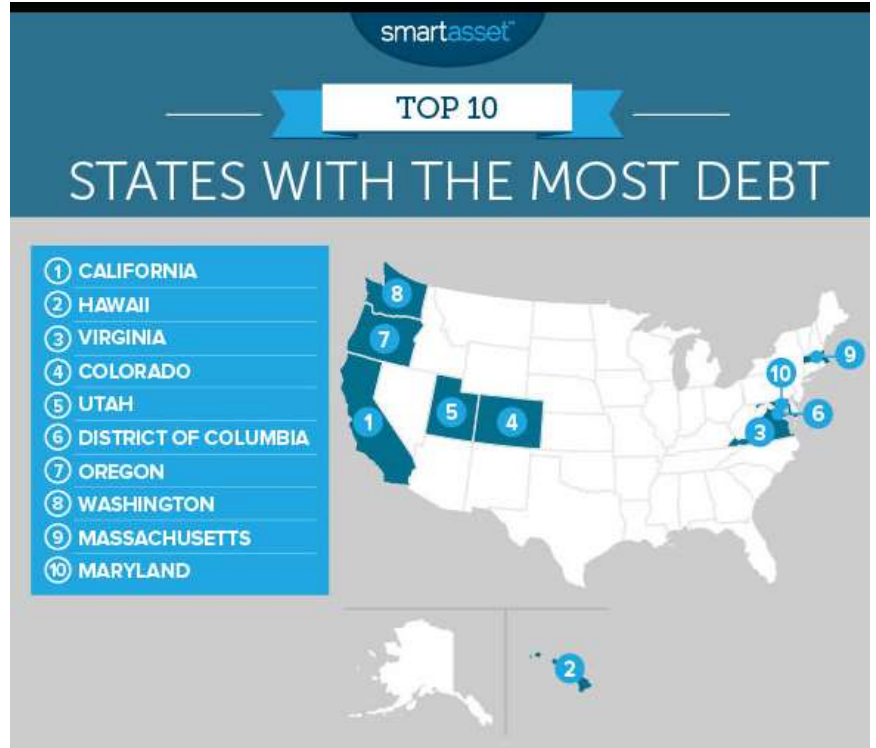 smartasset™
TOP 10
STATES WITH THE MOST DEBT
1 CALIFORNIA
2 HAWAII
3 VIRGINIA
4 COLORADO
5 UTAH
6 DISTRICT OF COLUMBIA
7 OREGON
8 WASHINGTON
9 MASSACHUSETTS
10 MARYLAND
8
7
9
10
1
5
4
3
6
2